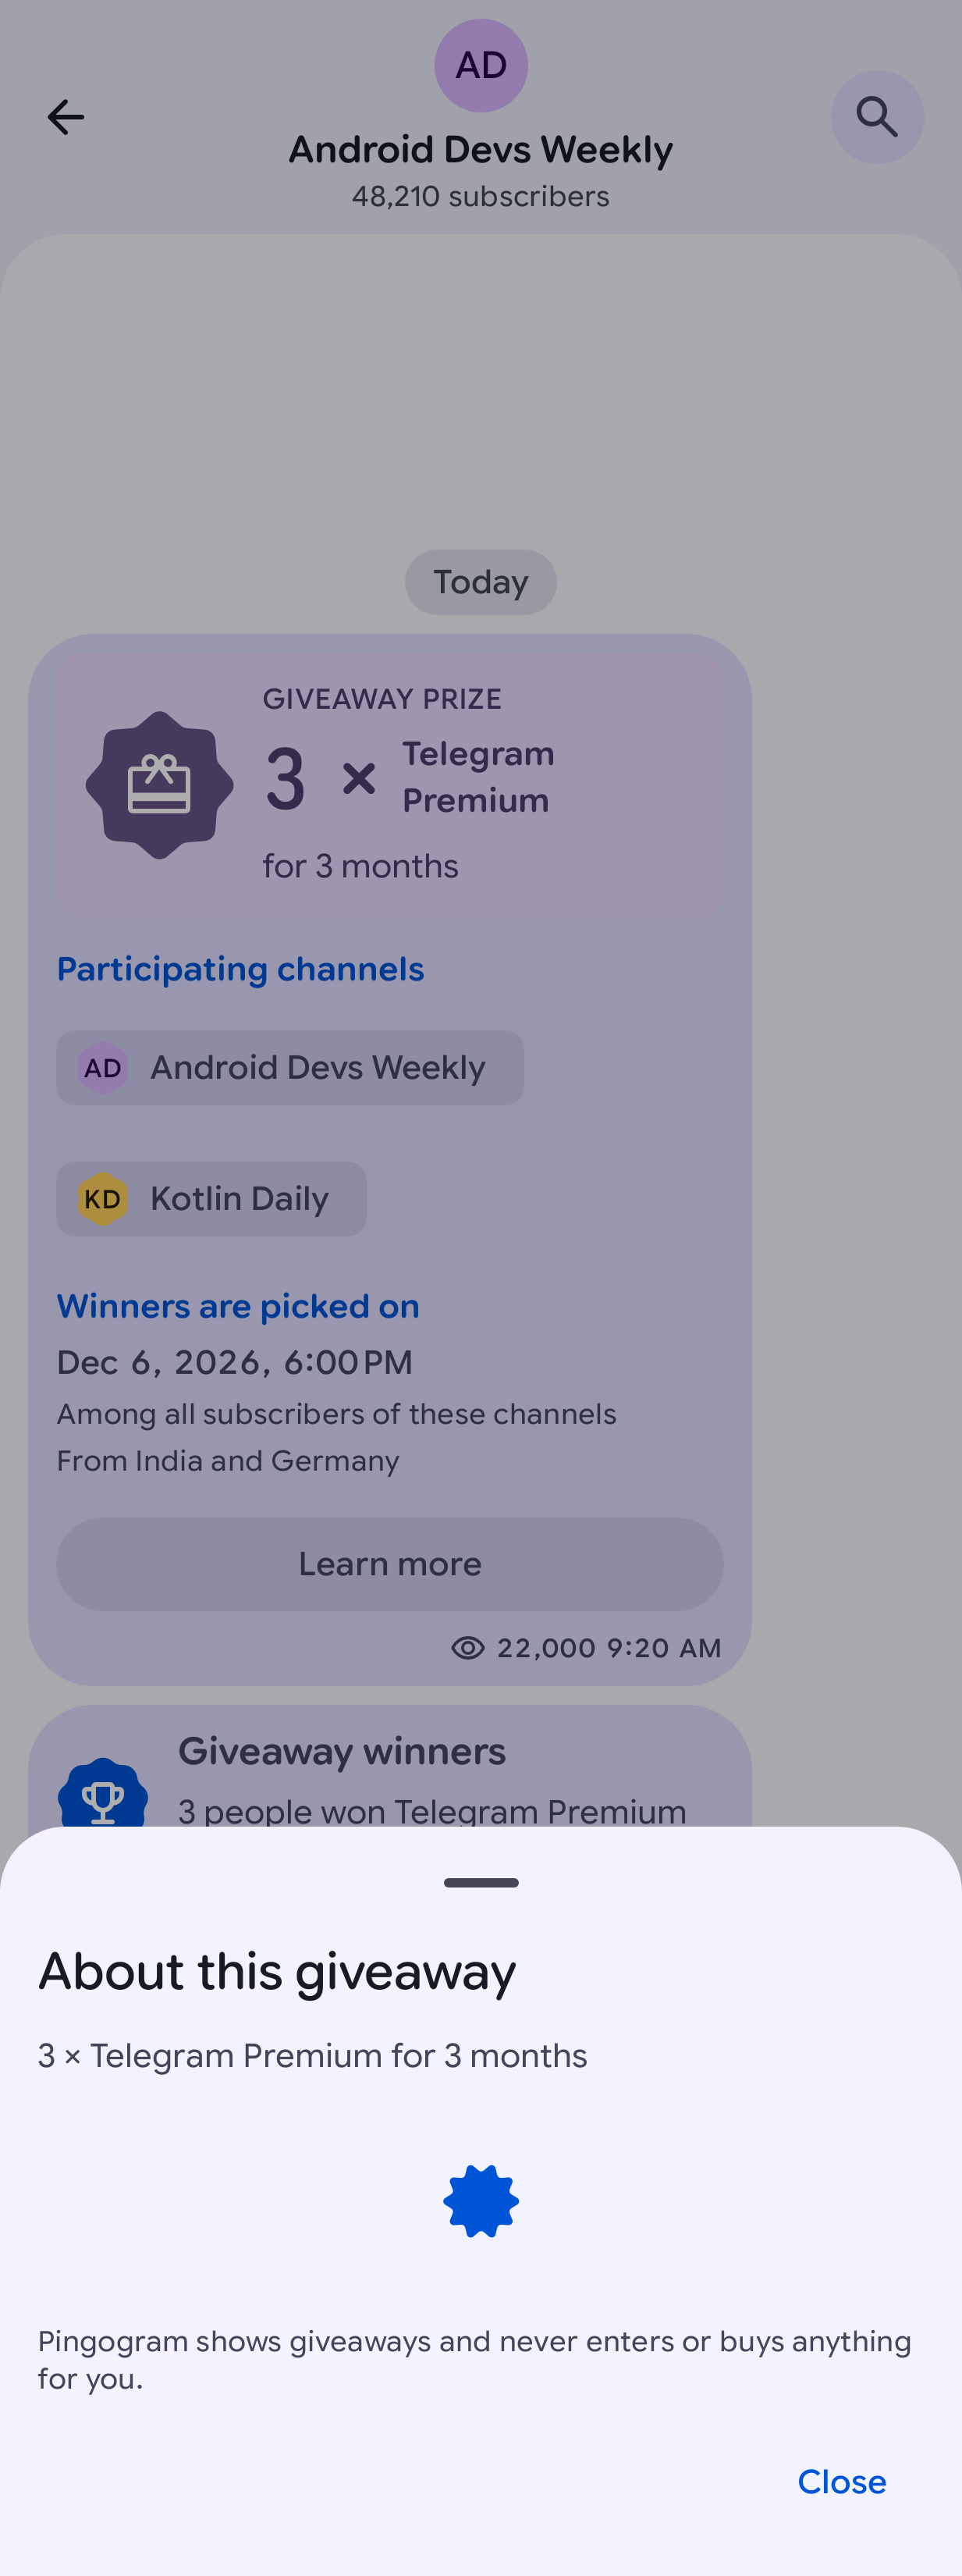 AD
Android Devs Weekly
48,210 subscribers
Today
GIVEAWAY PRIZE
3 × Telegram Premium
for 3 months
Participating channels
AD Android Devs Weekly
KD Kotlin Daily
Winners are picked on
Dec 6, 2026, 6:00 PM
Among all subscribers of these channels
From India and Germany
Learn more
22,000 9:20 AM
Giveaway winners
3 people won Telegram Premium
About this giveaway
3 × Telegram Premium for 3 months
Pingogram shows giveaways and never enters or buys anything
for you.
Close